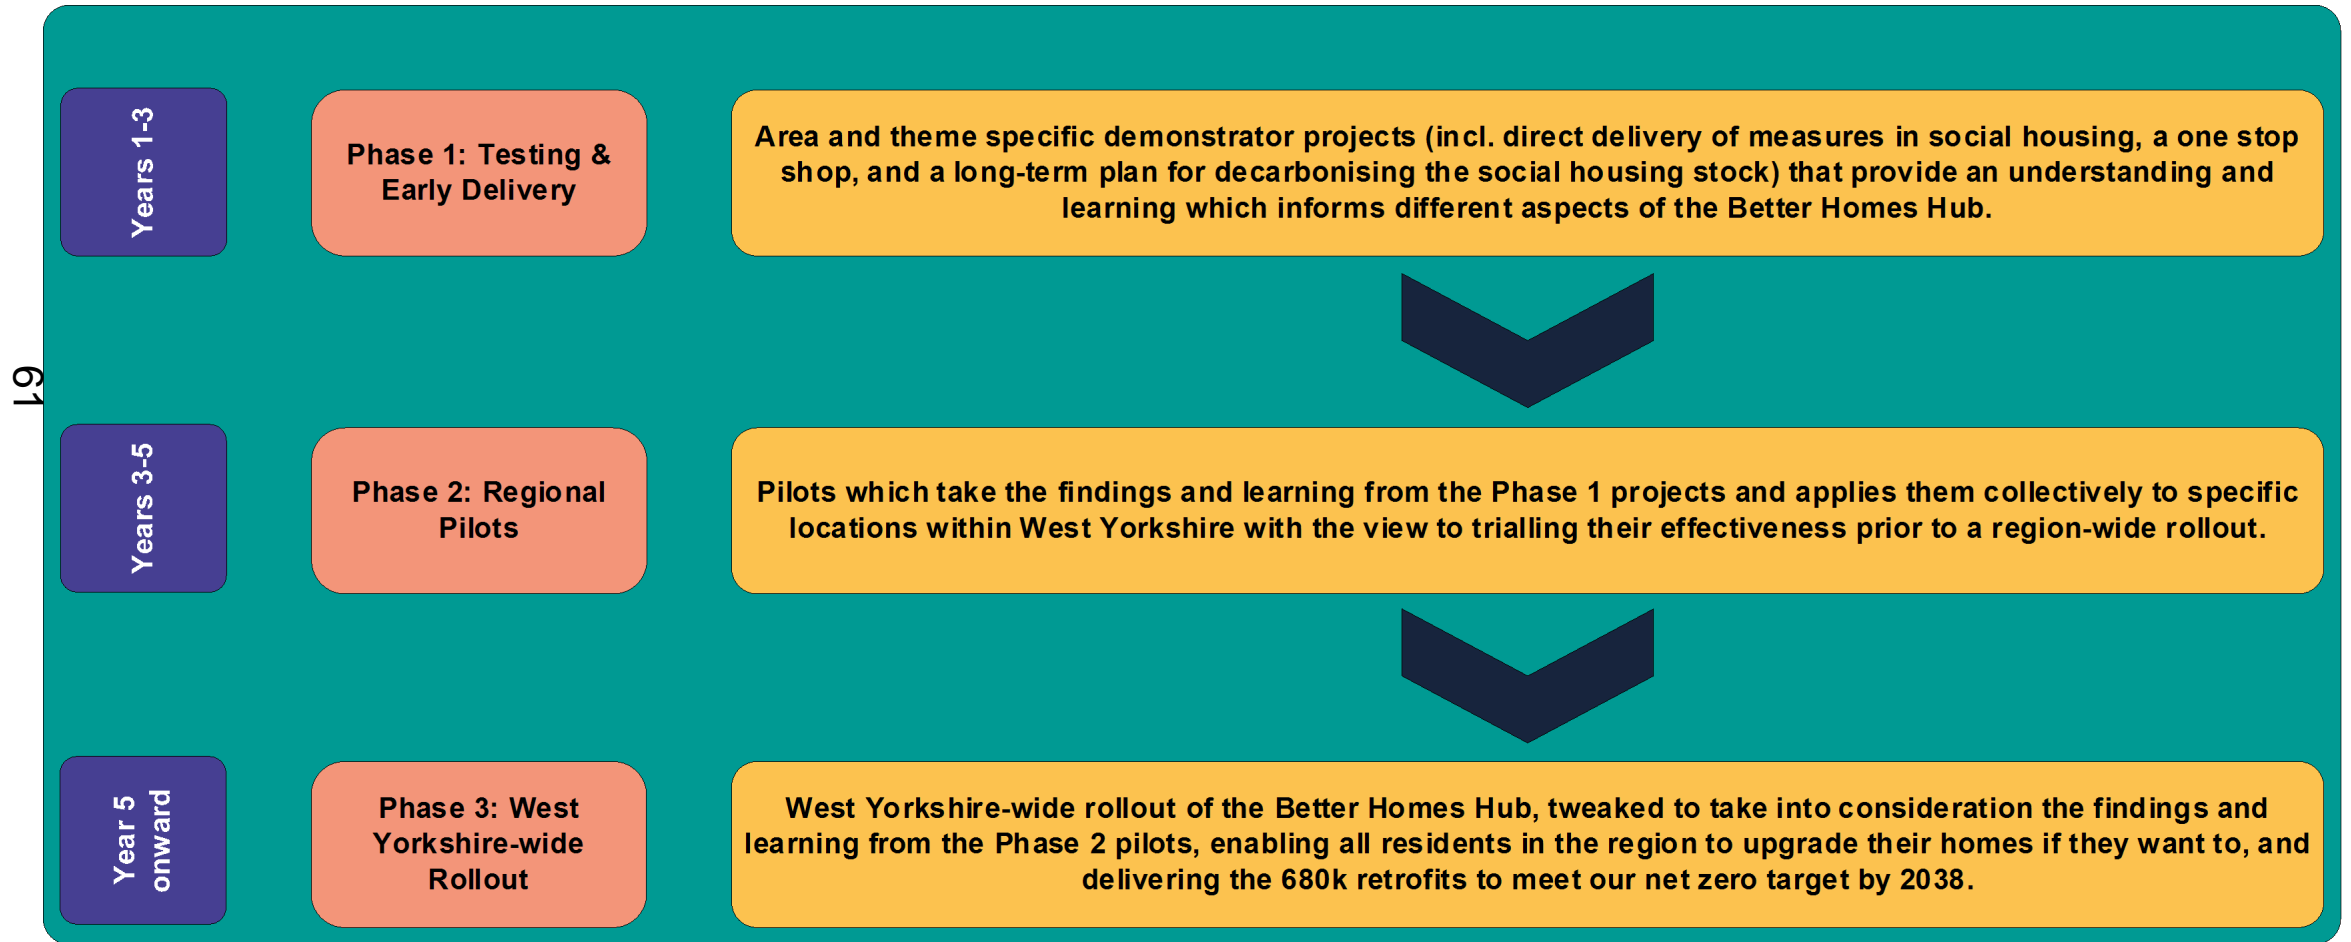 Years 1-3
Phase 1: Testing &
Early Delivery
Area and theme specific demonstrator projects (incl. direct delivery of measures in social housing, a one stop
shop, and a long-term plan for decarbonising the social housing stock) that provide an understanding and
learning which informs different aspects of the Better Homes Hub.
61
Years 3-5
Phase 2: Regional
Pilots
Pilots which take the findings and learning from the Phase 1 projects and applies them collectively to specific
locations within West Yorkshire with the view to trialling their effectiveness prior to a region-wide rollout.
Year 5
onward
Phase 3: West
Yorkshire-wide
Rollout
West Yorkshire-wide rollout of the Better Homes Hub, tweaked to take into consideration the findings and
learning from the Phase 2 pilots, enabling all residents in the region to upgrade their homes if they want to, and
delivering the 680k retrofits to meet our net zero target by 2038.